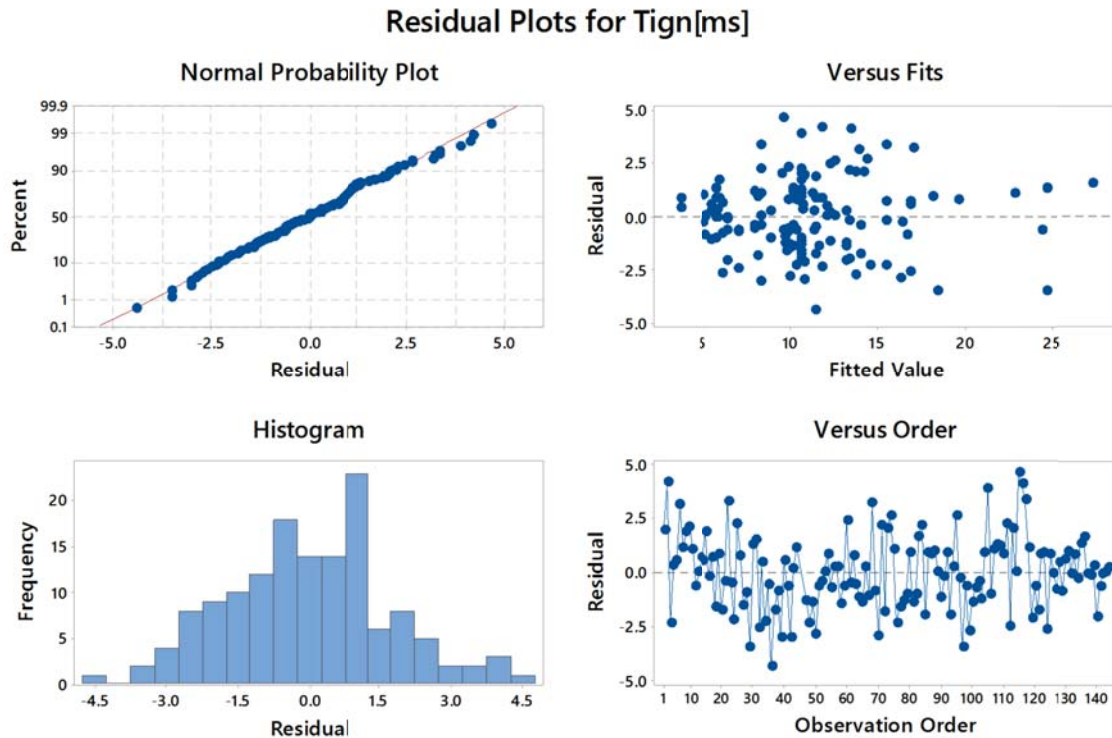 Residual Plots for Tign[ms]
Normal Probability Plot
99.9
99
90
50
10
1
0.1
Percent
-5.0 -2.5 0.0 2.5 5.0
Residual
Versus Fits
5.0
2.5
0.0
-2.5
-5.0
Residual
5 10 15 20 25
Fitted Value
Histogram
20
15
10
5
0
Frequency
-4.5 -3.0 -1.5 0.0 1.5 3.0 4.5
Residual
Versus Order
5.0
2.5
0.0
-2.5
-5.0
Residual
1 10 20 30 40 50 60 70 80 90 100 110 120 130 140
Observation Order